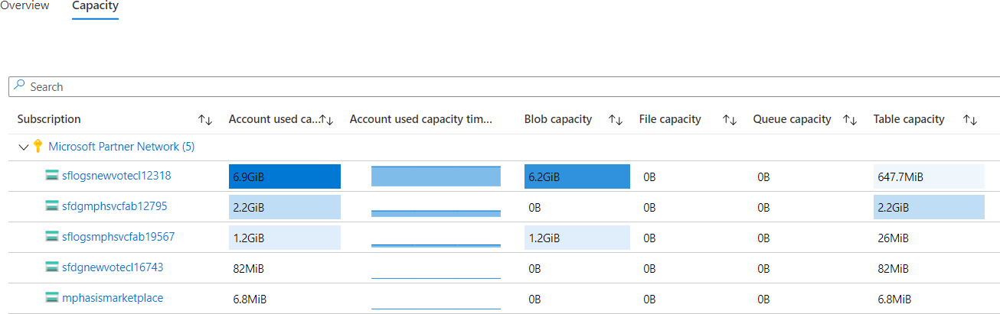 Overview Capacity
Search
Subscription Account used ca... Account used capacity tim... Blob capacity File capacity Queue capacity Table capacity
Microsoft Partner Network (5)
sflogsnewvotecl12318 6.9GiB 6.2GiB 0B 0B 647.7MiB
sfdgmphsvcfab12795 2.2GiB 0B 0B 0B 2.2GiB
sflogsmphsvcfab19567 1.2GiB 1.2GiB 0B 0B 26MiB
sfdgnewvotecl16743 82MiB 0B 0B 0B 82MiB
mphasismarketplace 6.8MiB 0B 0B 0B 6.8MiB